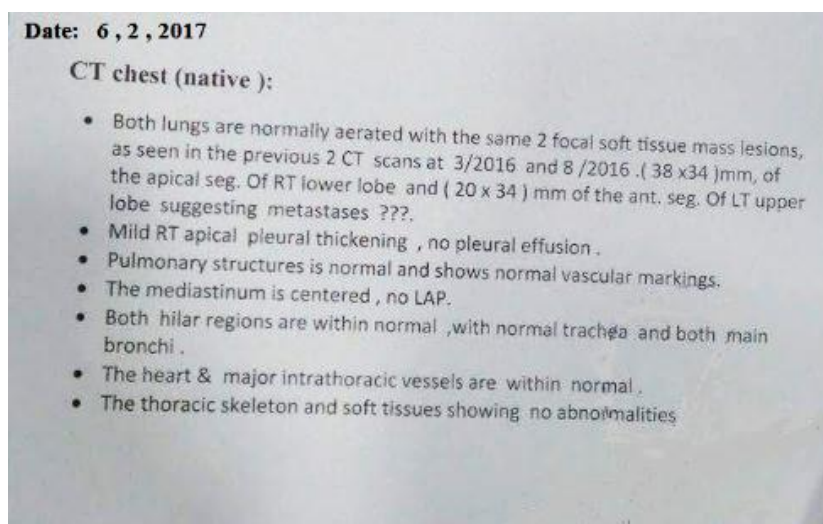 Date: 6 , 2 , 2017
CT chest (native ):
• Both lungs are normally aerated with the same 2 focal soft tissue mass lesions,
as seen in the previous 2 CT scans at 3/2016 and 8 /2016 .( 38 x34 )mm, of
the apical seg. Of RT lower lobe and ( 20 x 34 ) mm of the ant. seg. Of LT upper
lobe suggesting metastases ???.
• Mild RT apical pleural thickening , no pleural effusion .
• Pulmonary structures is normal and shows normal vascular markings.
• The mediastinum is centered , no LAP.
• Both hilar regions are within normal ,with normal trachea and both main
bronchi .
• The heart & major intrathoracic vessels are within normal .
• The thoracic skeleton and soft tissues showing no abnormalities